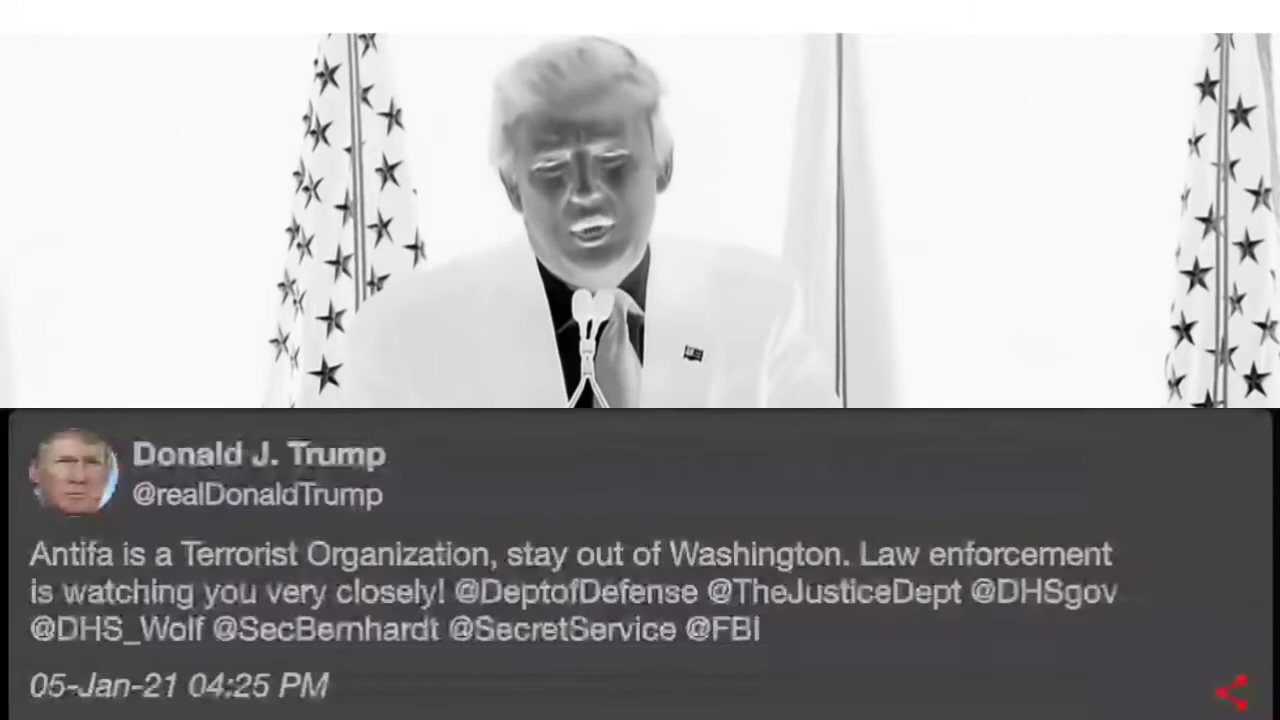 Donald J. Trump
@realDonaldTrump
Antifa is a Terrorist Organization, stay out of Washington. Law enforcement
is watching you very closely! @DeptofDefense @TheJusticeDept @DHSgov
@DHS_Wolf @SecBernhardt @SecretService @FBI
05-Jan-21 04:25 PM